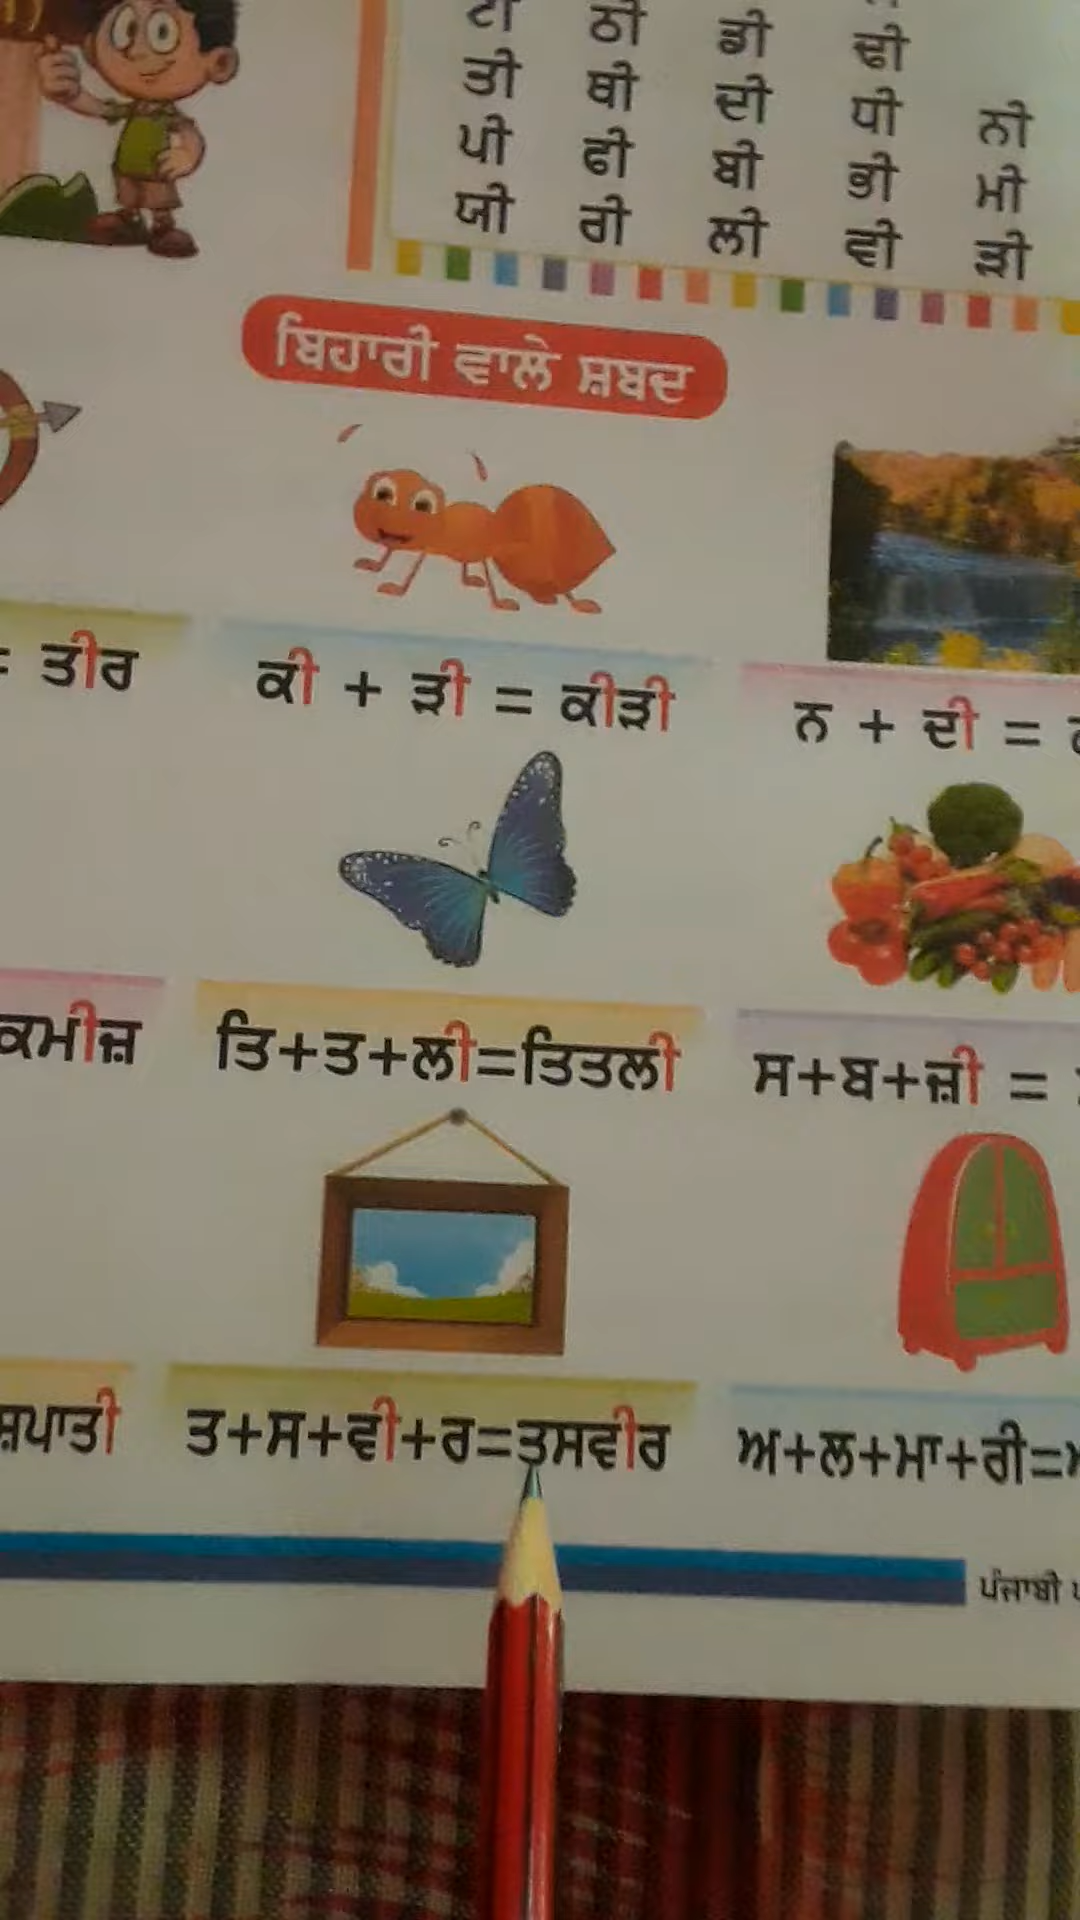 ਠੀ ਡੀ ਢੀ
ਤੀ ਥੀ ਦੀ ਧੀ ਨੀ
ਪੀ ਫੀ ਬੀ ਭੀ ਮੀ
ਯੀ ਰੀ ਲੀ ਵੀ ੜੀ
ਬਿਹਾਰੀ ਵਾਲੇ ਸ਼ਬਦ
= ਤੀਰ ਕੀ + ੜੀ = ਕੀੜੀ ਨ + ਦੀ =
ਕਮੀਜ਼ ਤਿ+ਤ+ਲੀ=ਤਿਤਲੀ ਸ+ਬ+ਜ਼ੀ =
ਸ਼ਪਾਤੀ ਤ+ਸ+ਵੀ+ਰ=ਤਸਵੀਰ ਅ+ਲ+ਮਾ+ਰੀ=
ਪੰਜਾਬੀ